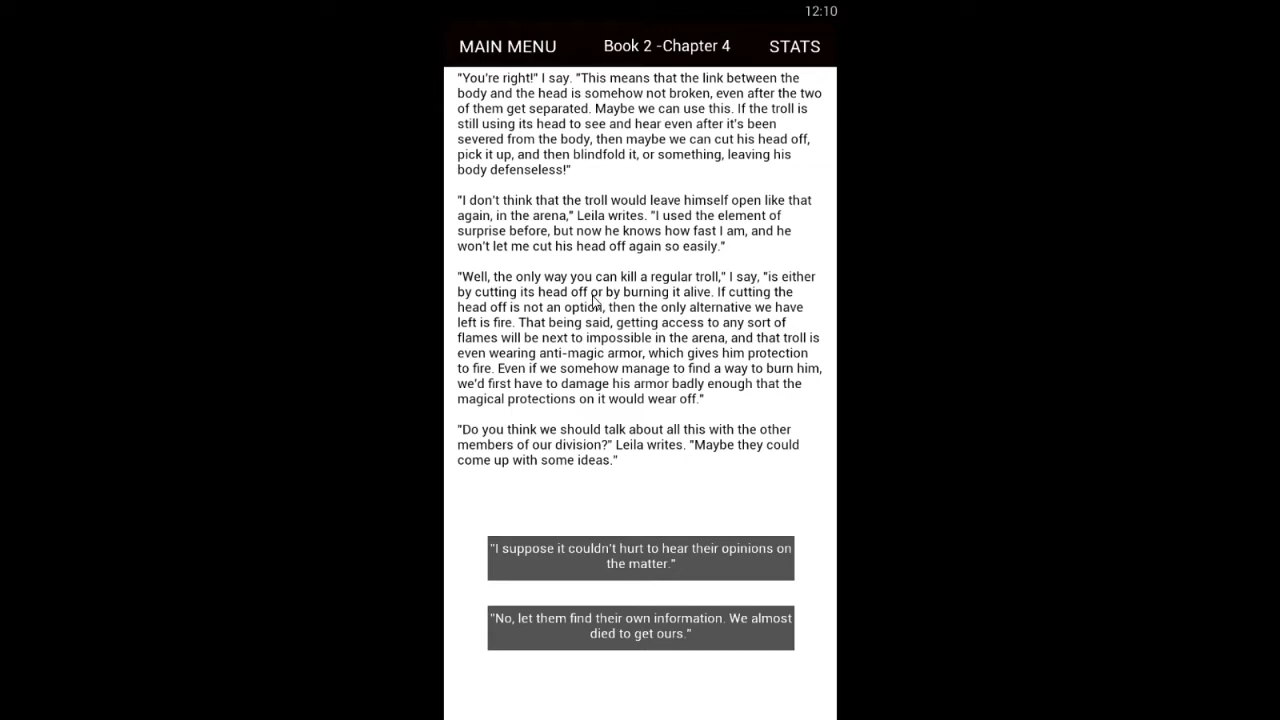 12:10
MAIN MENU Book 2 -Chapter 4 STATS
"You're right!" I say. "This means that the link between the
body and the head is somehow not broken, even after the two
of them get separated. Maybe we can use this. If the troll is
still using its head to see and hear even after it's been
severed from the body, then maybe we can cut his head off,
pick it up, and then blindfold it, or something, leaving his
body defenseless!"
"I don't think that the troll would leave himself open like that
again, in the arena," Leila writes. "I used the element of
surprise before, but now he knows how fast I am, and he
won't let me cut his head off again so easily."
"Well, the only way you can kill a regular troll," I say, "is either
by cutting its head off or by burning it alive. If cutting the
head off is not an option, then the only alternative we have
left is fire. That being said, getting access to any sort of
flames will be next to impossible in the arena, and that troll is
even wearing anti-magic armor, which gives him protection
to fire. Even if we somehow manage to find a way to burn him,
we'd first have to damage his armor badly enough that the
magical protections on it would wear off."
"Do you think we should talk about all this with the other
members of our division?" Leila writes. "Maybe they could
come up with some ideas."
"I suppose it couldn't hurt to hear their opinions on
the matter."
"No, let them find their own information. We almost
died to get ours."